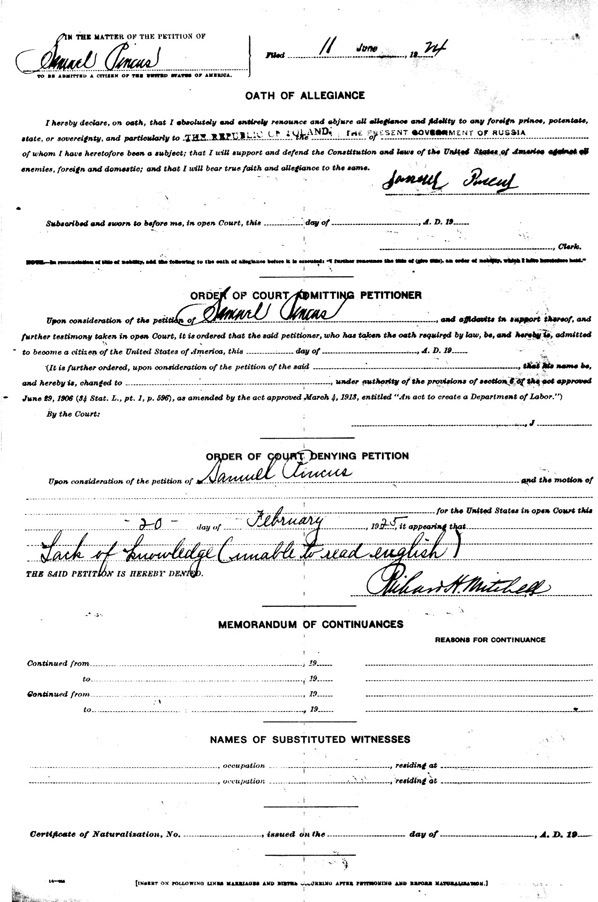 IN THE MATTER OF THE PETITION OF
Samuel Pincus
TO BE ADMITTED A CITIZEN OF THE UNITED STATES OF AMERICA.
Filed 11 June, 1924
OATH OF ALLEGIANCE
I hereby declare, on oath, that I absolutely and entirely renounce and abjure all allegiance and fidelity to any foreign prince, potentate,
state, or sovereignty, and particularly to THE REPUBLIC OF POLAND, the THE PRESENT GOVERNMENT OF RUSSIA
of whom I have heretofore been a subject; that I will support and defend the Constitution and laws of the United States of America against all
enemies, foreign and domestic; and that I will bear true faith and allegiance to the same.
Samuel Pincus
Subscribed and sworn to before me, in open Court, this day of , A. D. 19
, Clerk.
NOTE.—In renunciation of title of nobility, add the following to the oath of allegiance before it is executed: "I further renounce the title of (give title), an order of nobility, which I have heretofore held."
ORDER OF COURT ADMITTING PETITIONER
Upon consideration of the petition of Samuel Pincus , and affidavits in support thereof, and
further testimony taken in open Court, it is ordered that the said petitioner, who has taken the oath required by law, be, and hereby is, admitted
to become a citizen of the United States of America, this day of , A. D. 19
(It is further ordered, upon consideration of the petition of the said , that his name be,
and hereby is, changed to , under authority of the provisions of section 6 of the act approved
June 29, 1906 (34 Stat. L., pt. 1, p. 596), as amended by the act approved March 4, 1913, entitled "An act to create a Department of Labor.")
By the Court:
, J
ORDER OF COURT DENYING PETITION
Upon consideration of the petition of Samuel Pincus and the motion of
for the United States in open Court this
- 20 - day of February , 1925, it appearing that
Lack of knowledge (unable to read english)
THE SAID PETITION IS HEREBY DENIED.
Richard H. Mitchell
MEMORANDUM OF CONTINUANCES
REASONS FOR CONTINUANCE
Continued from , 19
to , 19
Continued from , 19
to , 19
NAMES OF SUBSTITUTED WITNESSES
, occupation , residing at
, occupation , residing at
Certificate of Naturalization, No. , issued on the day of , A. D. 19
[INSERT ON FOLLOWING LINES MARRIAGES AND BIRTHS OCCURRING AFTER PETITIONING AND BEFORE NATURALIZATION.]